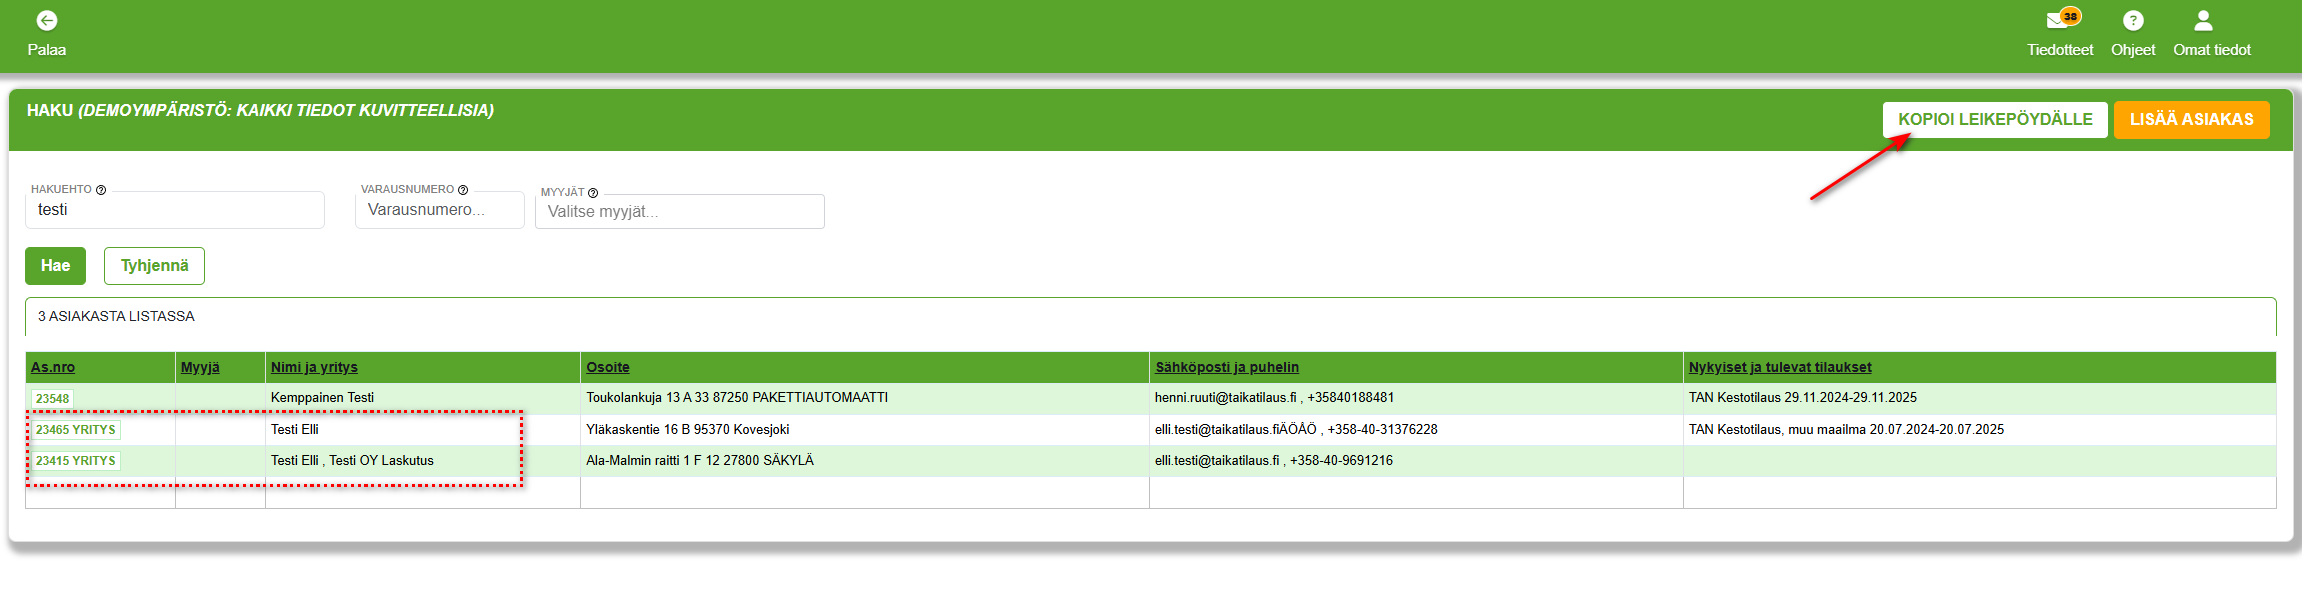 Palaa
38
Tiedotteet
Ohjeet
Omat tiedot
HAKU (DEMOYMPÄRISTÖ: KAIKKI TIEDOT KUVITTEELLISIA)
KOPIOI LEIKEPÖYDÄLLE
LISÄÄ ASIAKAS
HAKUEHTO
VARAUSNUMERO
MYYJÄT
testi
Varausnumero...
Valitse myyjät...
Hae
Tyhjennä
3 ASIAKASTA LISTASSA
As.nro Myyjä Nimi ja yritys Osoite Sähköposti ja puhelin Nykyiset ja tulevat tilaukset
23548 Kemppainen Testi Toukolankuja 13 A 33 87250 PAKETTIAUTOMAATTI henni.ruuti@taikatilaus.fi , +35840188481 TAN Kestotilaus 29.11.2024-29.11.2025
23465 YRITYS Testi Elli Yläkaskentie 16 B 95370 Kovesjoki elli.testi@taikatilaus.fiÄÖÅÖ , +358-40-31376228 TAN Kestotilaus, muu maailma 20.07.2024-20.07.2025
23415 YRITYS Testi Elli , Testi OY Laskutus Ala-Malmin raitti 1 F 12 27800 SÄKYLÄ elli.testi@taikatilaus.fi , +358-40-9691216